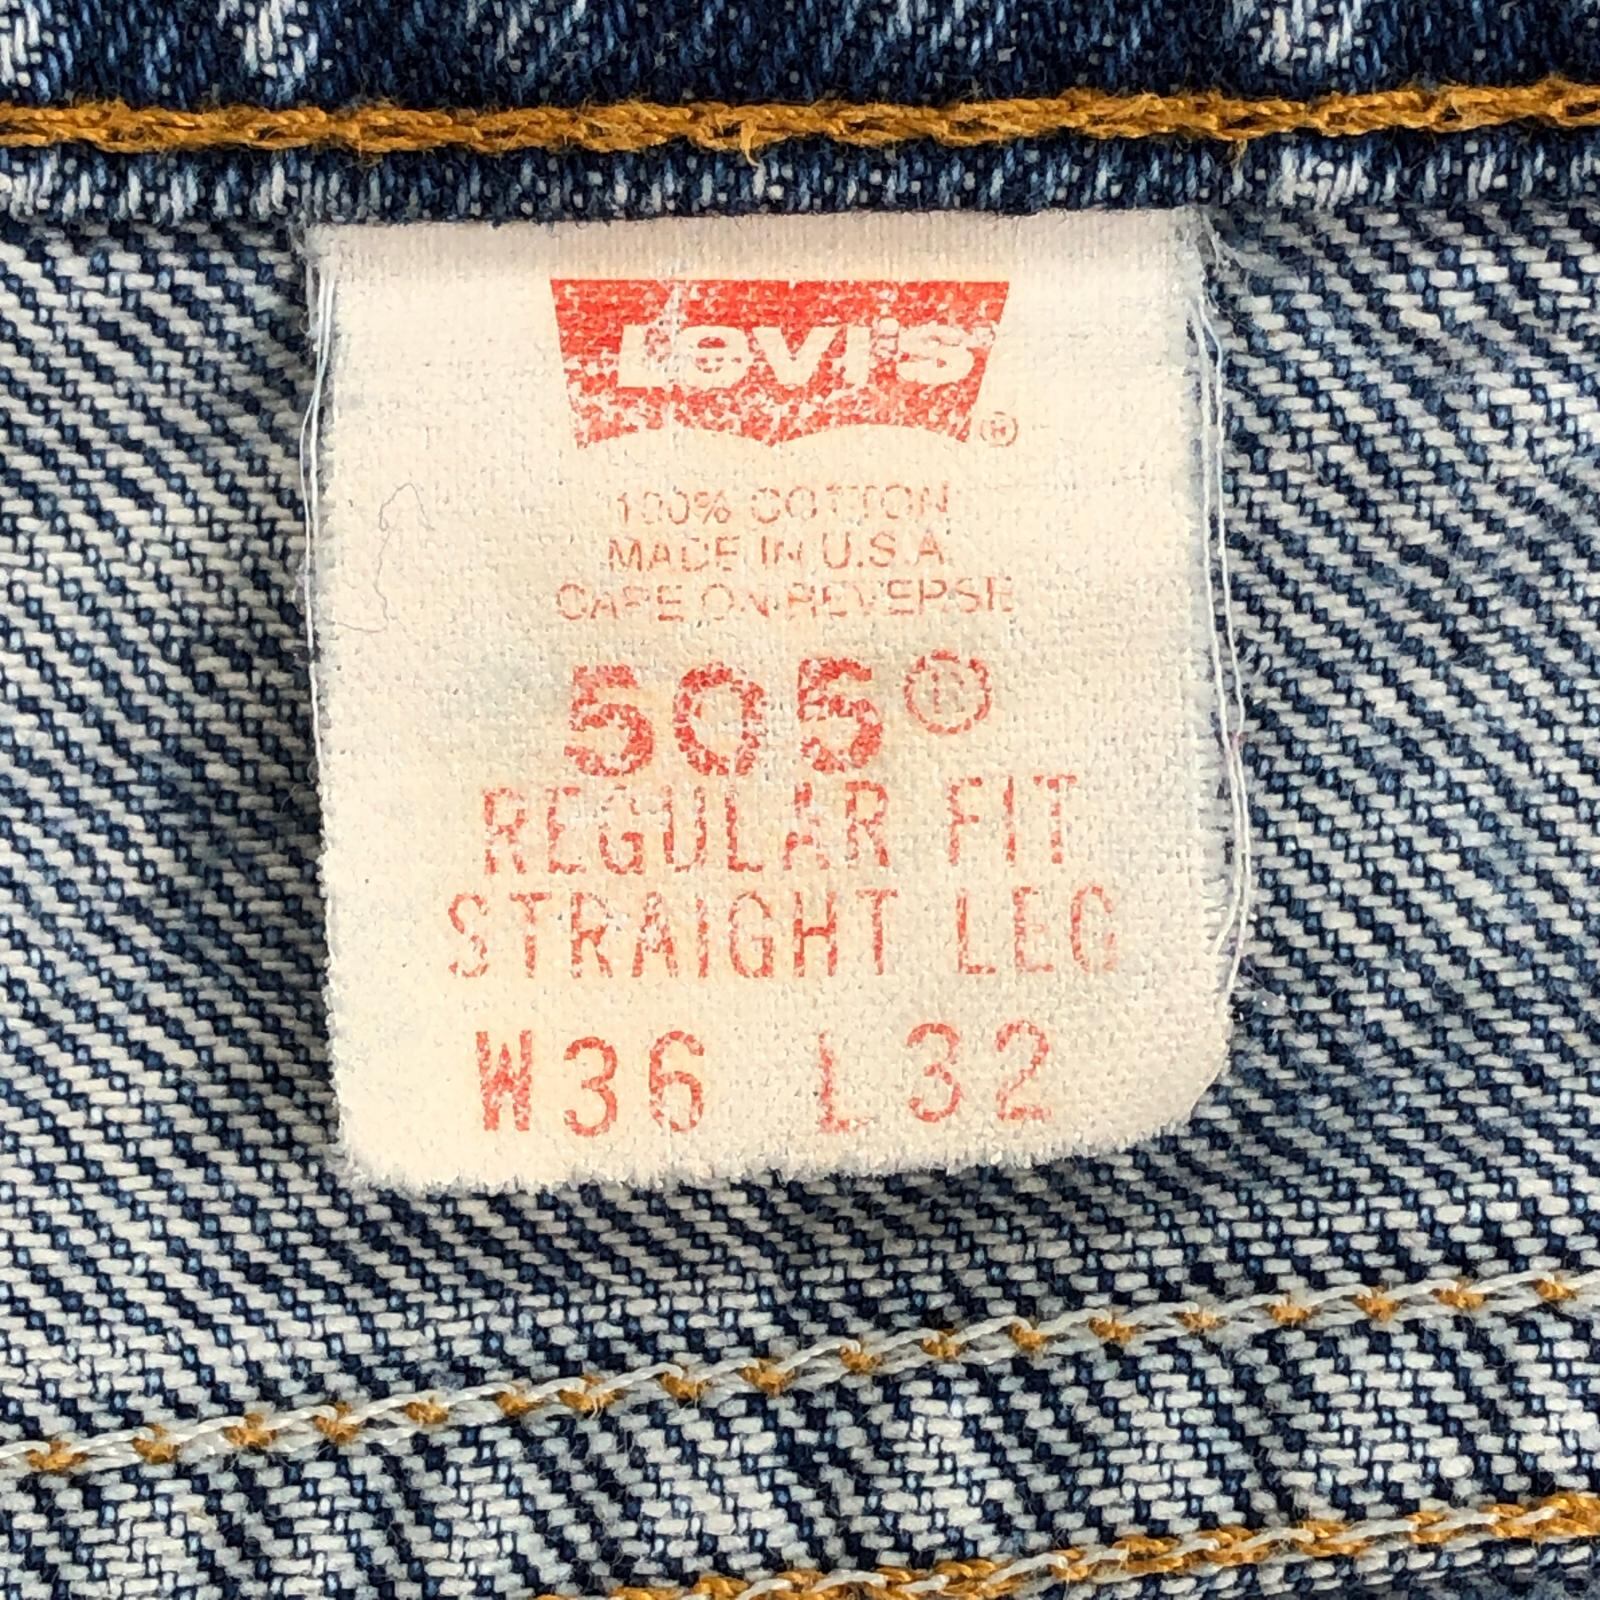 Levi's
®
100% COTTON
MADE IN U.S.A.
CARE ON REVERSE
505®
REGULAR FIT
STRAIGHT LEG
W36 L32